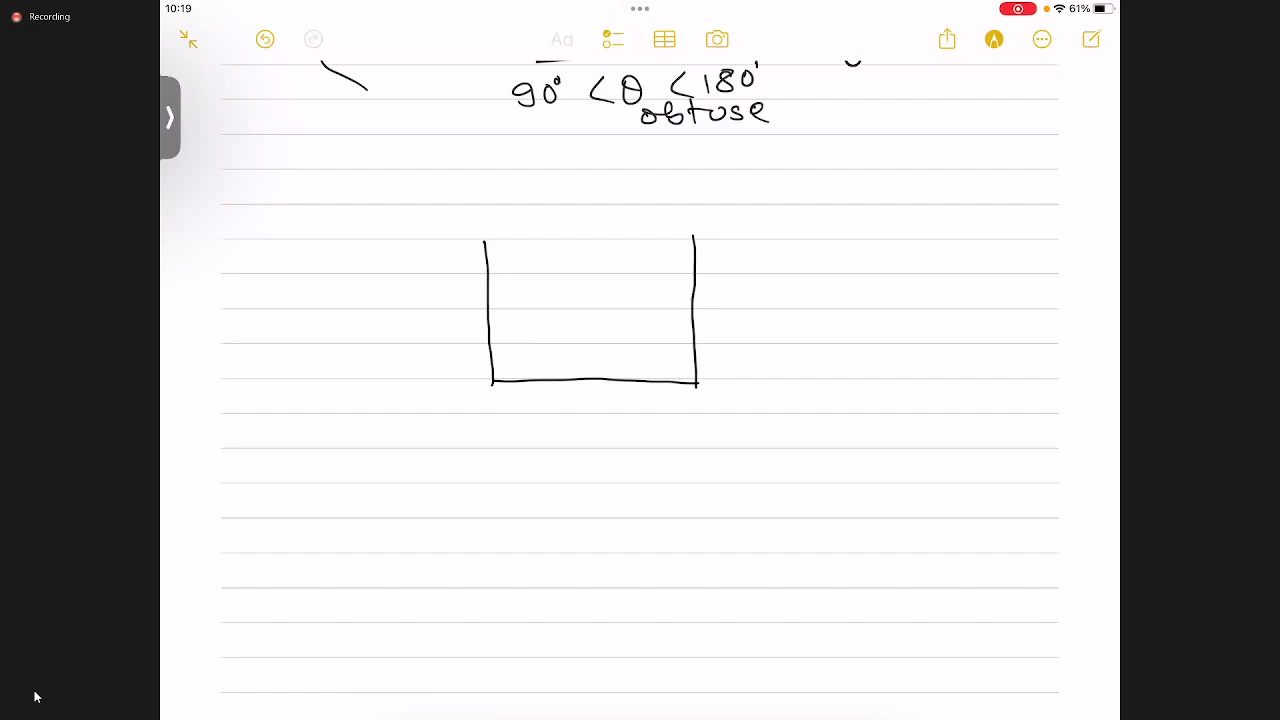 Recording
10:19
61%
Aa
90° < θ < 180°
obtuse